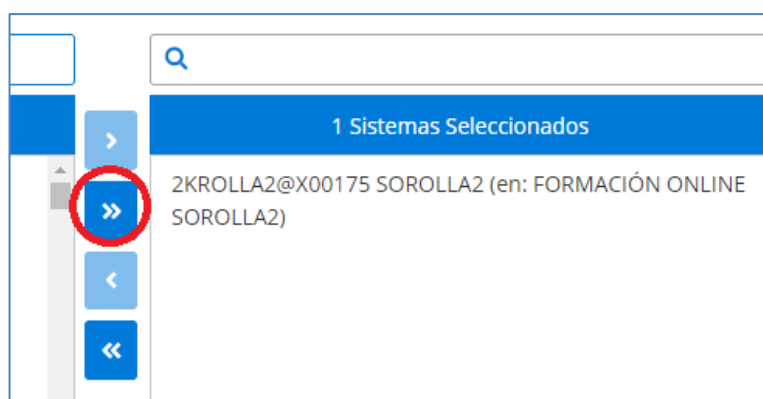 1 Sistemas Seleccionados
2KROLLA2@X00175 SOROLLA2 (en: FORMACIÓN ONLINE
SOROLLA2)